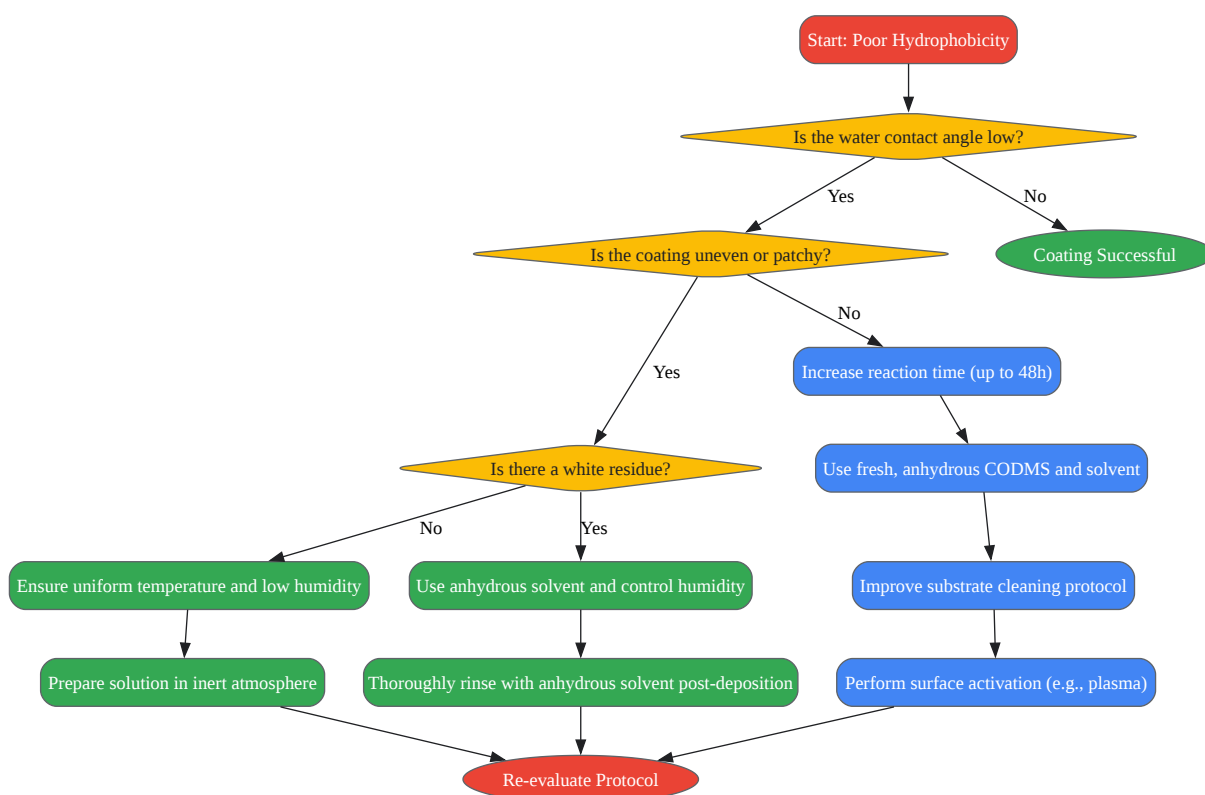 Start: Poor Hydrophobicity
Is the water contact angle low?
Yes
No
Is the coating uneven or patchy?
Coating Successful
No
Yes
Increase reaction time (up to 48h)
Is there a white residue?
Use fresh, anhydrous CODMS and solvent
No
Yes
Ensure uniform temperature and low humidity
Use anhydrous solvent and control humidity
Improve substrate cleaning protocol
Prepare solution in inert atmosphere
Thoroughly rinse with anhydrous solvent post-deposition
Perform surface activation (e.g., plasma)
Re-evaluate Protocol